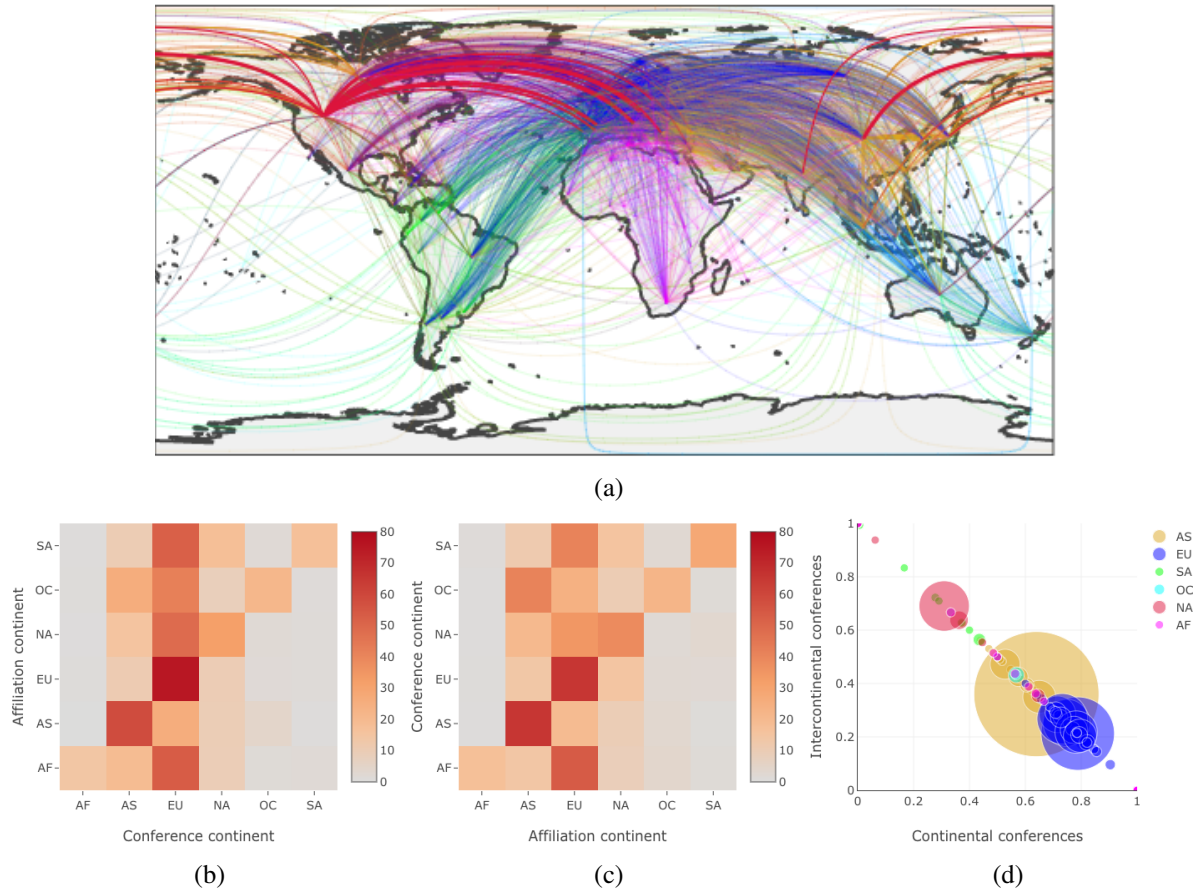 (a)
Affiliation continent
SA
OC
NA
EU
AS
AF
AF AS EU NA OC SA
Conference continent
80
70
60
50
40
30
20
10
0
(b)
Conference continent
SA
OC
NA
EU
AS
AF
AF AS EU NA OC SA
Affiliation continent
80
70
60
50
40
30
20
10
0
(c)
Intercontinental conferences
1
0.8
0.6
0.4
0.2
0
0 0.2 0.4 0.6 0.8 1
Continental conferences
AS
EU
SA
OC
NA
AF
(d)